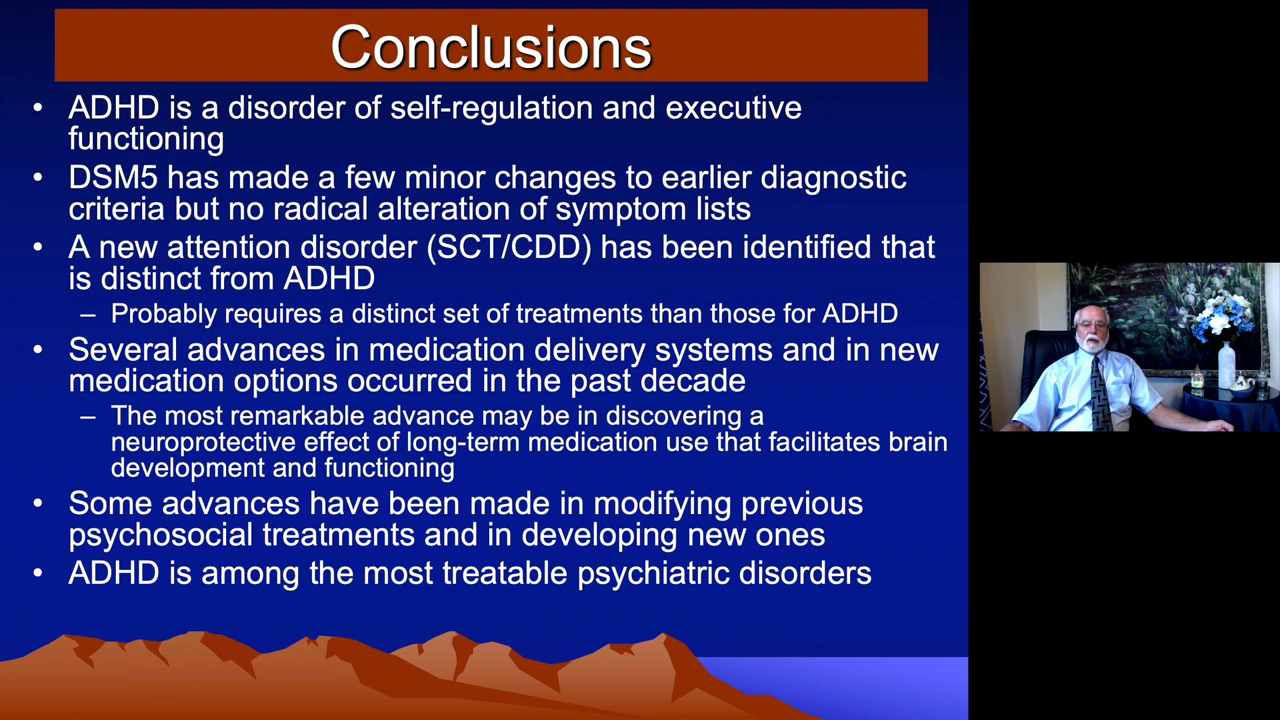 Conclusions
• ADHD is a disorder of self-regulation and executive
functioning
• DSM5 has made a few minor changes to earlier diagnostic
criteria but no radical alteration of symptom lists
• A new attention disorder (SCT/CDD) has been identified that
is distinct from ADHD
– Probably requires a distinct set of treatments than those for ADHD
• Several advances in medication delivery systems and in new
medication options occurred in the past decade
– The most remarkable advance may be in discovering a
neuroprotective effect of long-term medication use that facilitates brain
development and functioning
• Some advances have been made in modifying previous
psychosocial treatments and in developing new ones
• ADHD is among the most treatable psychiatric disorders